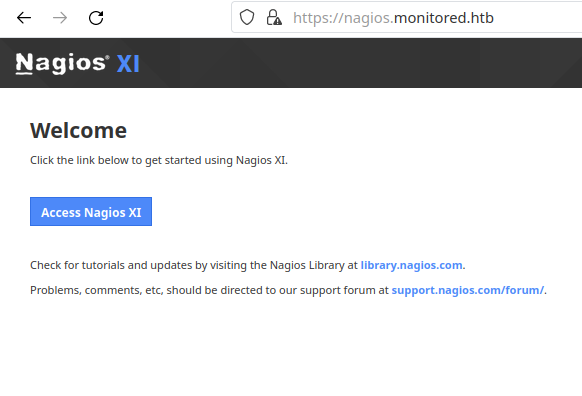 https://nagios.monitored.htb
Nagios® XI
Welcome
Click the link below to get started using Nagios XI.
Access Nagios XI
Check for tutorials and updates by visiting the Nagios Library at library.nagios.com.
Problems, comments, etc, should be directed to our support forum at support.nagios.com/forum/.